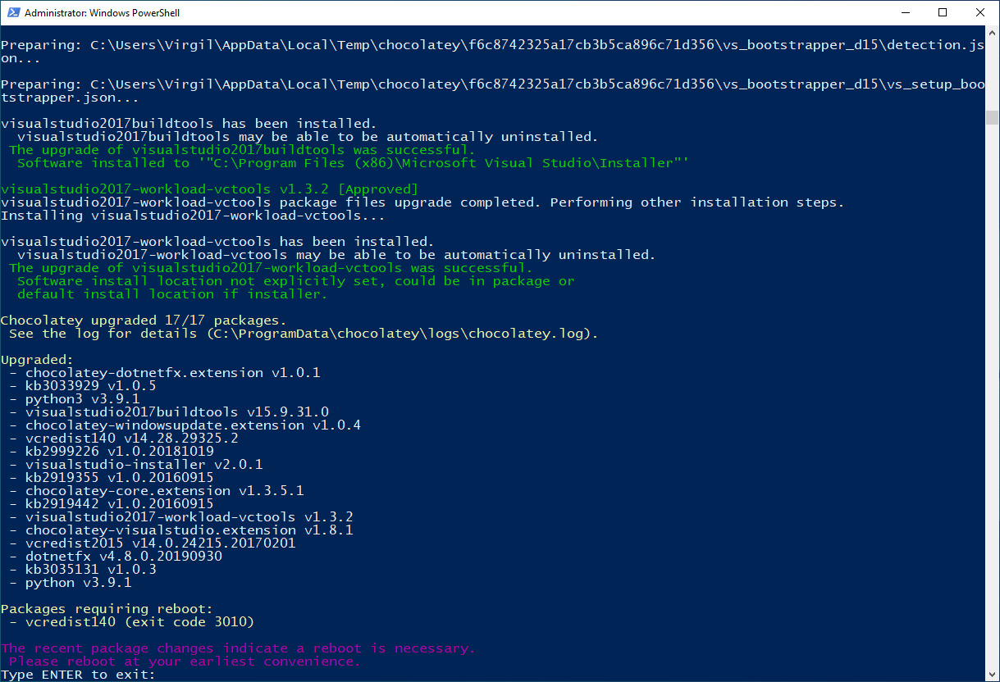 Administrator: Windows PowerShell
Preparing: C:\Users\Virgil\AppData\Local\Temp\chocolatey\f6c8742325a17cb3b5ca896c71d356\vs_bootstrapper_d15\detection.js
on...
Preparing: C:\Users\Virgil\AppData\Local\Temp\chocolatey\f6c8742325a17cb3b5ca896c71d356\vs_bootstrapper_d15\vs_setup_boo
tstrapper.json...
visualstudio2017buildtools has been installed.
  visualstudio2017buildtools may be able to be automatically uninstalled.
 The upgrade of visualstudio2017buildtools was successful.
  Software installed to '"C:\Program Files (x86)\Microsoft Visual Studio\Installer"'
visualstudio2017-workload-vctools v1.3.2 [Approved]
visualstudio2017-workload-vctools package files upgrade completed. Performing other installation steps.
Installing visualstudio2017-workload-vctools...
visualstudio2017-workload-vctools has been installed.
  visualstudio2017-workload-vctools may be able to be automatically uninstalled.
 The upgrade of visualstudio2017-workload-vctools was successful.
  Software install location not explicitly set, could be in package or
  default install location if installer.
Chocolatey upgraded 17/17 packages.
 See the log for details (C:\ProgramData\chocolatey\logs\chocolatey.log).
Upgraded:
 - chocolatey-dotnetfx.extension v1.0.1
 - kb3033929 v1.0.5
 - python3 v3.9.1
 - visualstudio2017buildtools v15.9.31.0
 - chocolatey-windowsupdate.extension v1.0.4
 - vcredist140 v14.28.29325.2
 - kb2999226 v1.0.20181019
 - visualstudio-installer v2.0.1
 - kb2919355 v1.0.20160915
 - chocolatey-core.extension v1.3.5.1
 - kb2919442 v1.0.20160915
 - visualstudio2017-workload-vctools v1.3.2
 - chocolatey-visualstudio.extension v1.8.1
 - vcredist2015 v14.0.24215.20170201
 - dotnetfx v4.8.0.20190930
 - kb3035131 v1.0.3
 - python v3.9.1
Packages requiring reboot:
 - vcredist140 (exit code 3010)
The recent package changes indicate a reboot is necessary.
 Please reboot at your earliest convenience.
Type ENTER to exit: